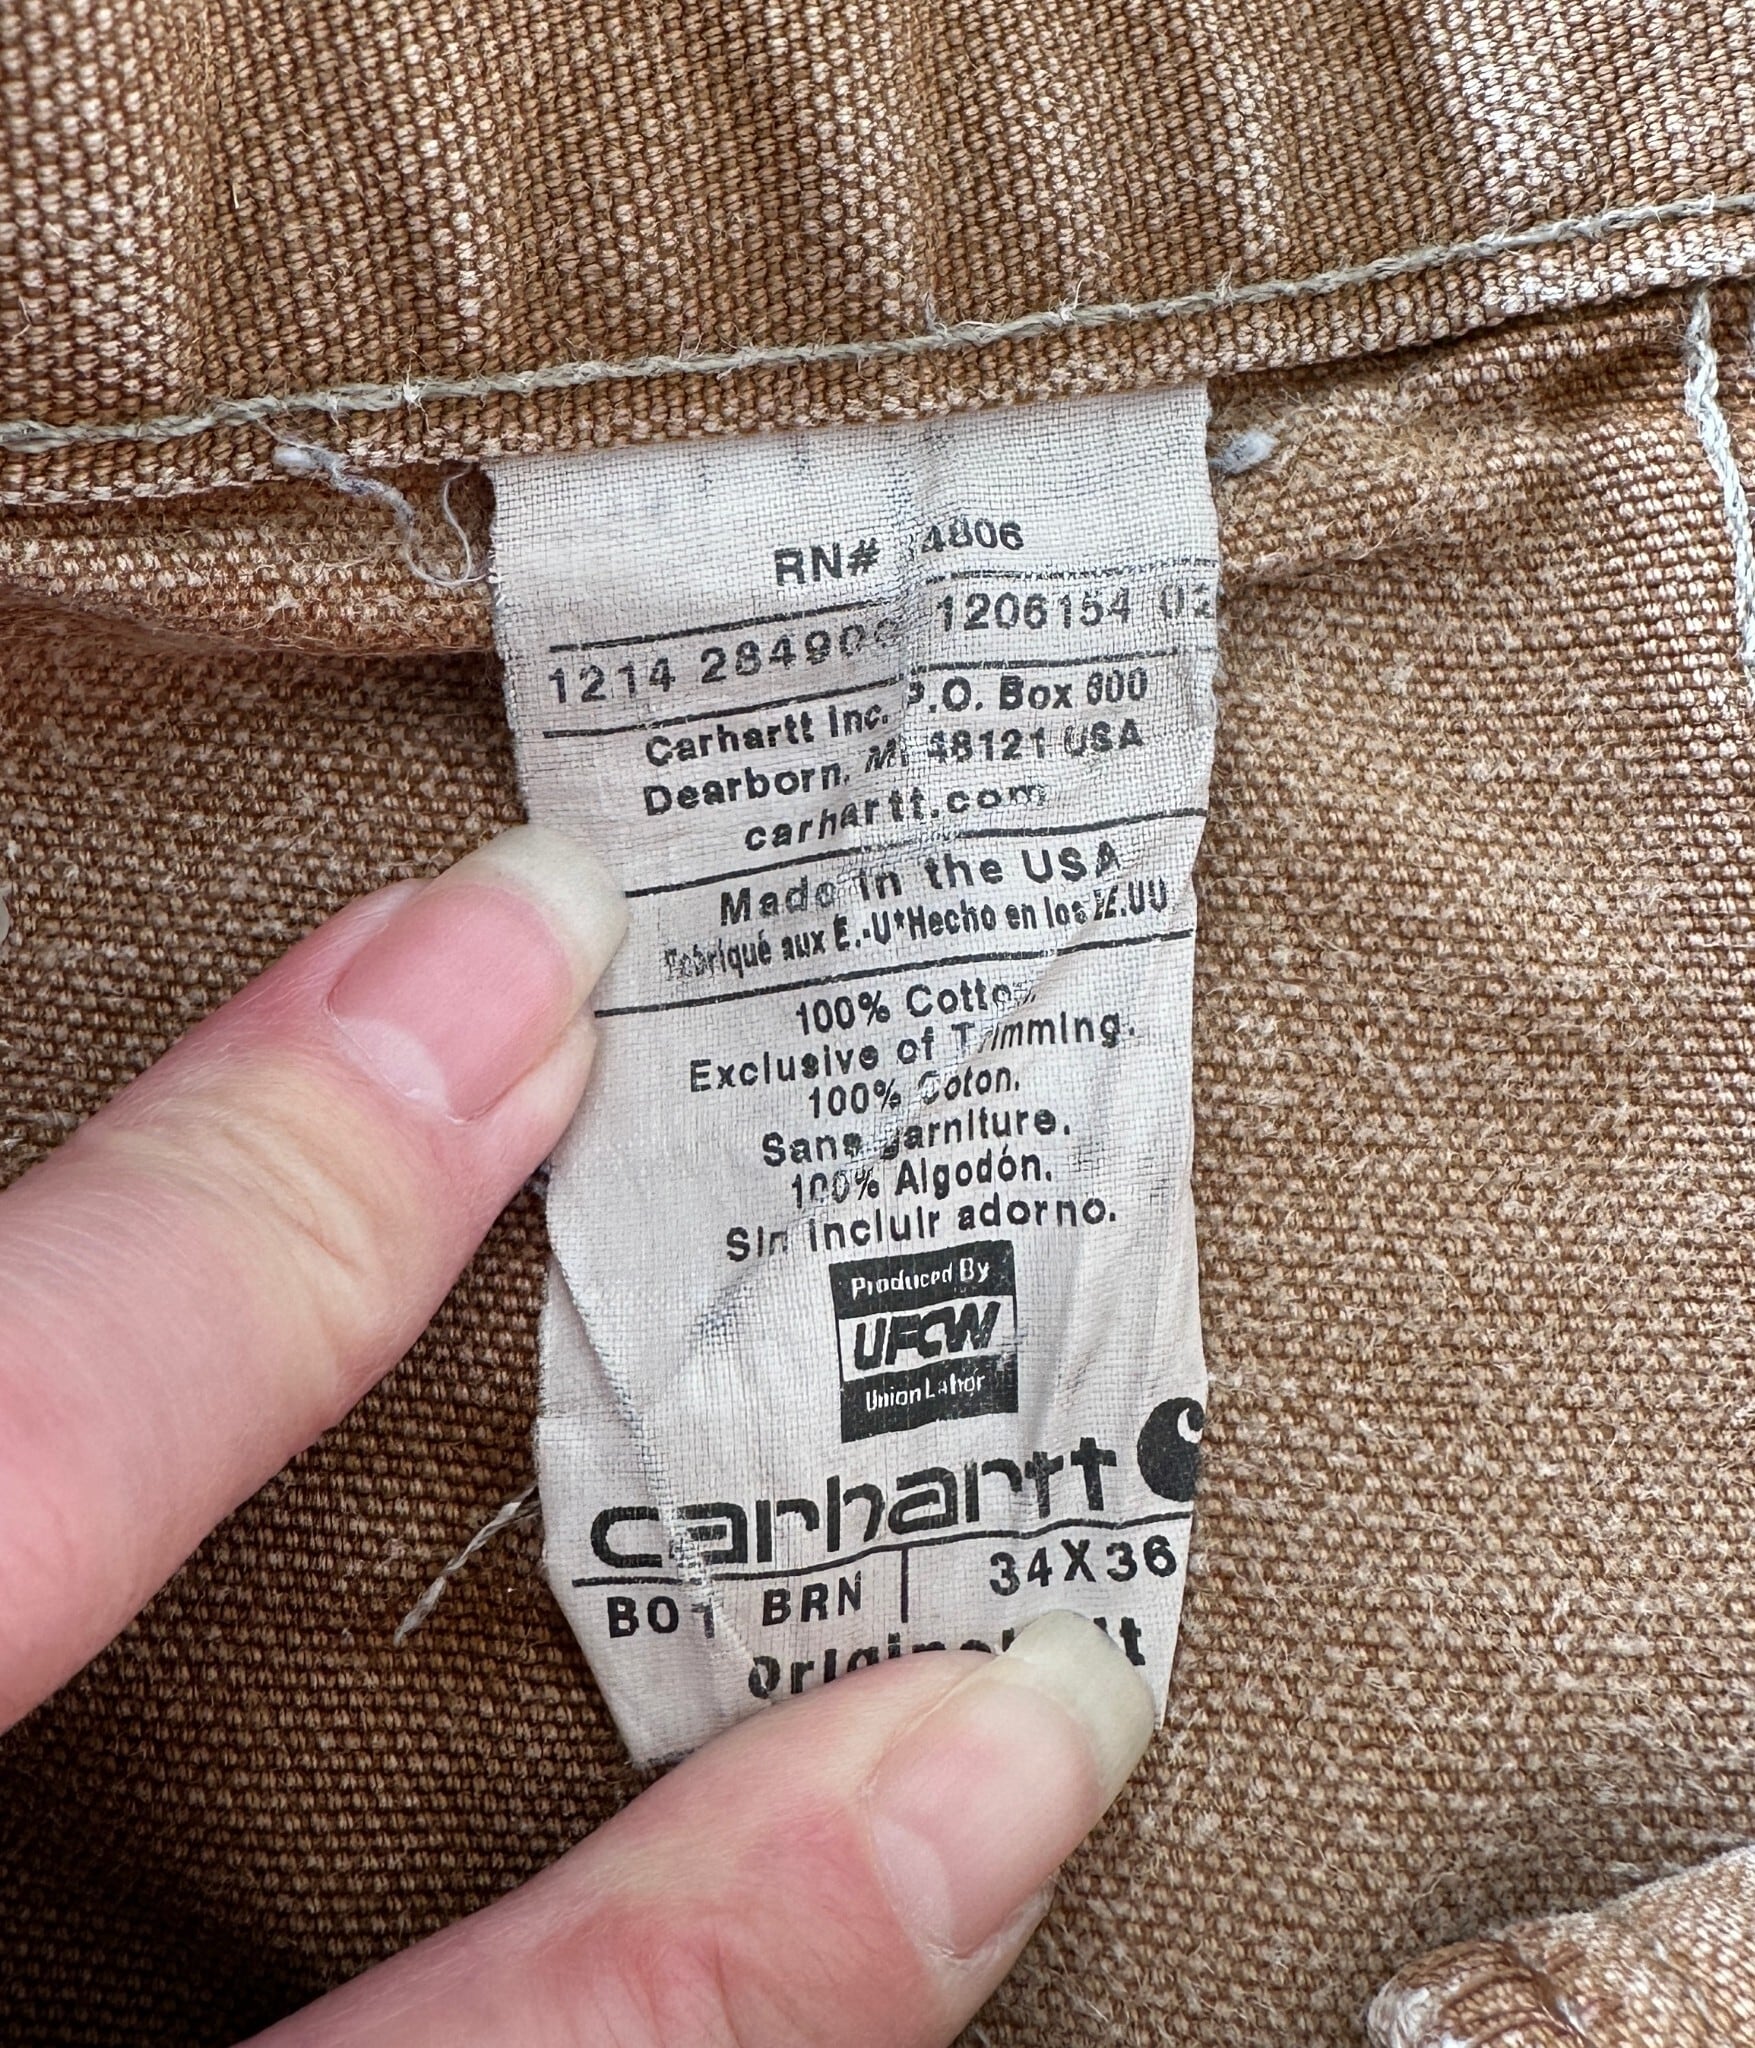 RN# 14806
1214 284909 1206154 02
Carhartt Inc. P.O. Box 600
Dearborn, MI 48121 USA
carhartt.com
Made in the USA
Fabriqué aux É.-U*Hecho en los EE.UU
100% Cotton.
Exclusive of Trimming.
100% Coton.
Sans garniture.
100% Algodón.
Sin incluir adorno.
Produced By
UFCW
Union Labor
carhartt
B01 BRN 34X36